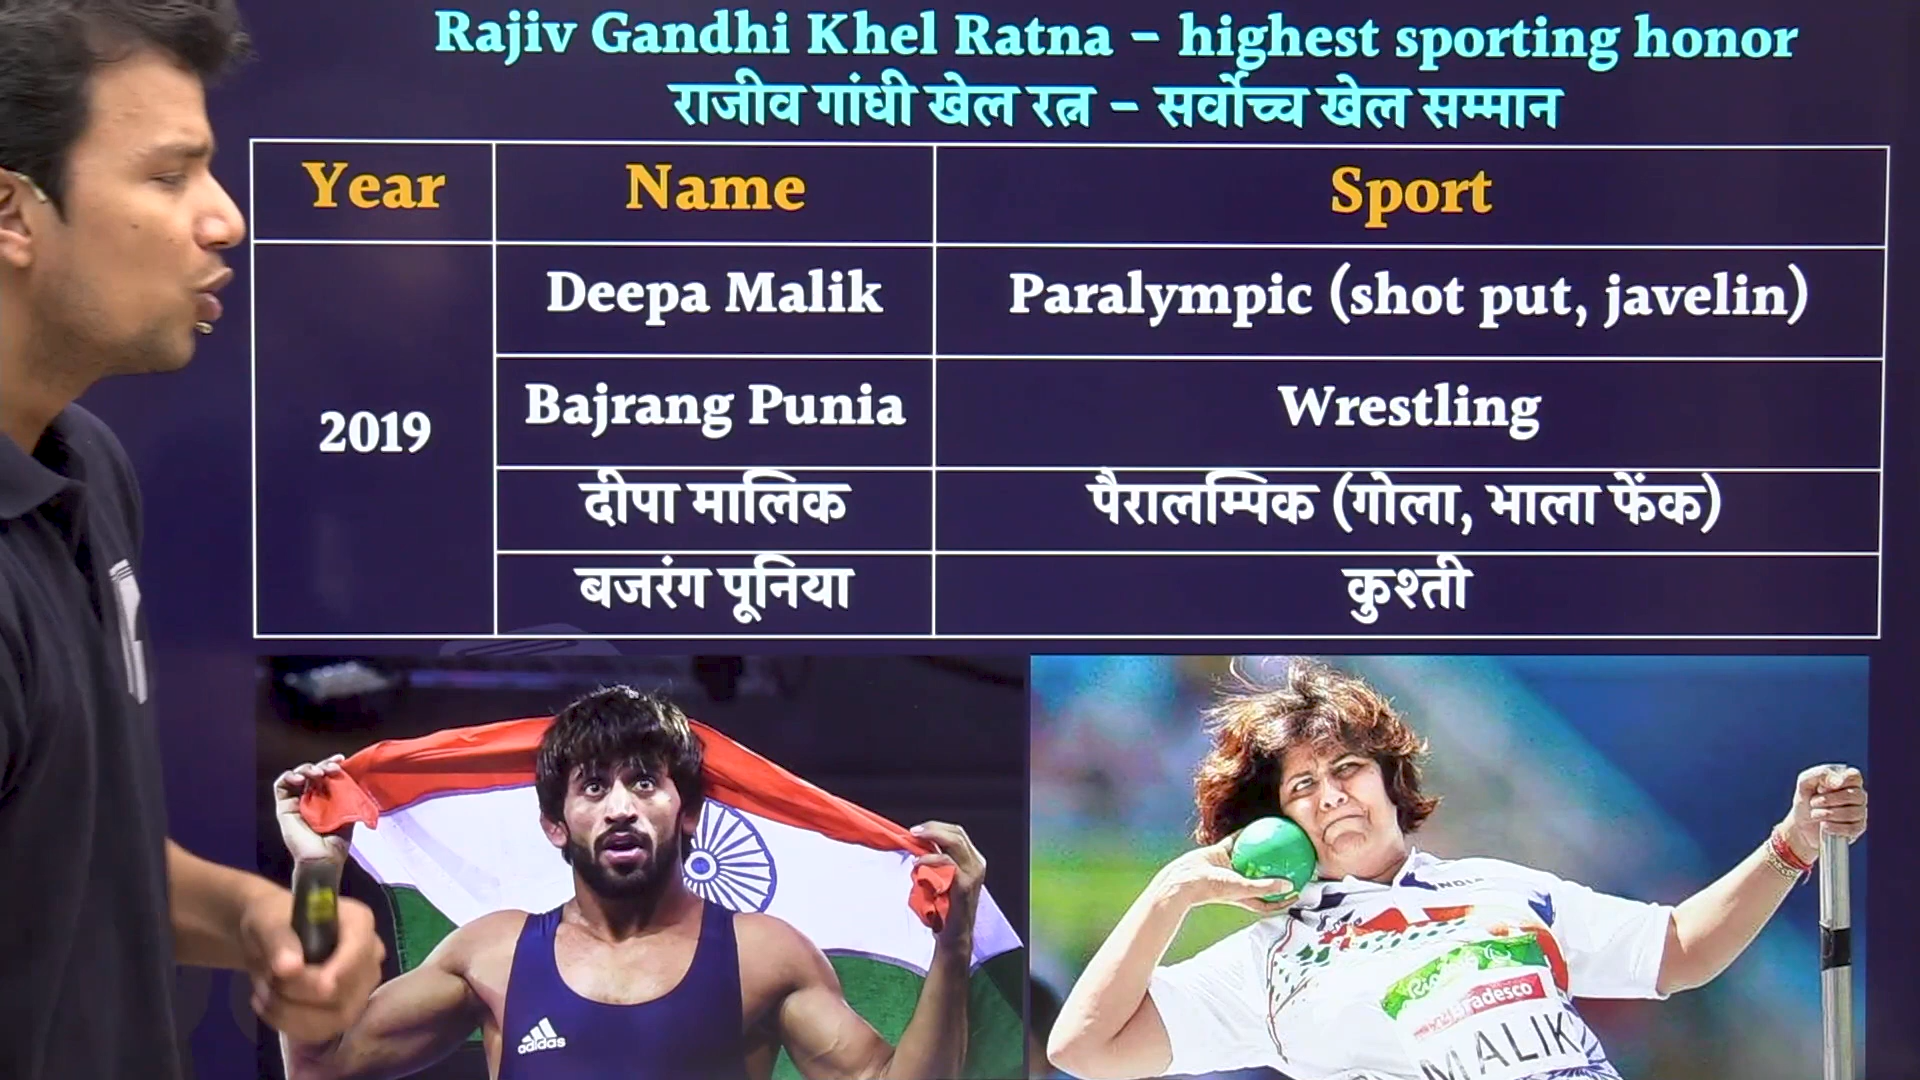 Rajiv Gandhi Khel Ratna – highest sporting honor
राजीव गांधी खेल रत्न – सर्वोच्च खेल सम्मान
Year Name Sport
Deepa Malik Paralympic (shot put, javelin)
Bajrang Punia Wrestling
2019
दीपा मालिक पैरालम्पिक (गोला, भाला फेंक)
बजरंग पूनिया कुश्ती
adidas
INDIA
MALIK